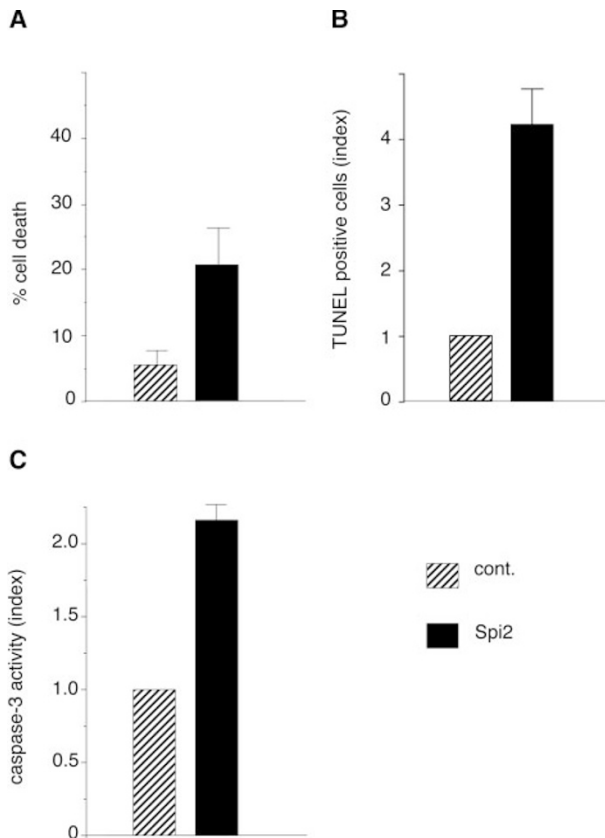 A
% cell death
40
30
20
10
0
B
TUNEL positive cells (index)
4
3
2
1
0
C
caspase-3 activity (index)
2.0
1.5
1.0
0.5
0
cont.
Spi2